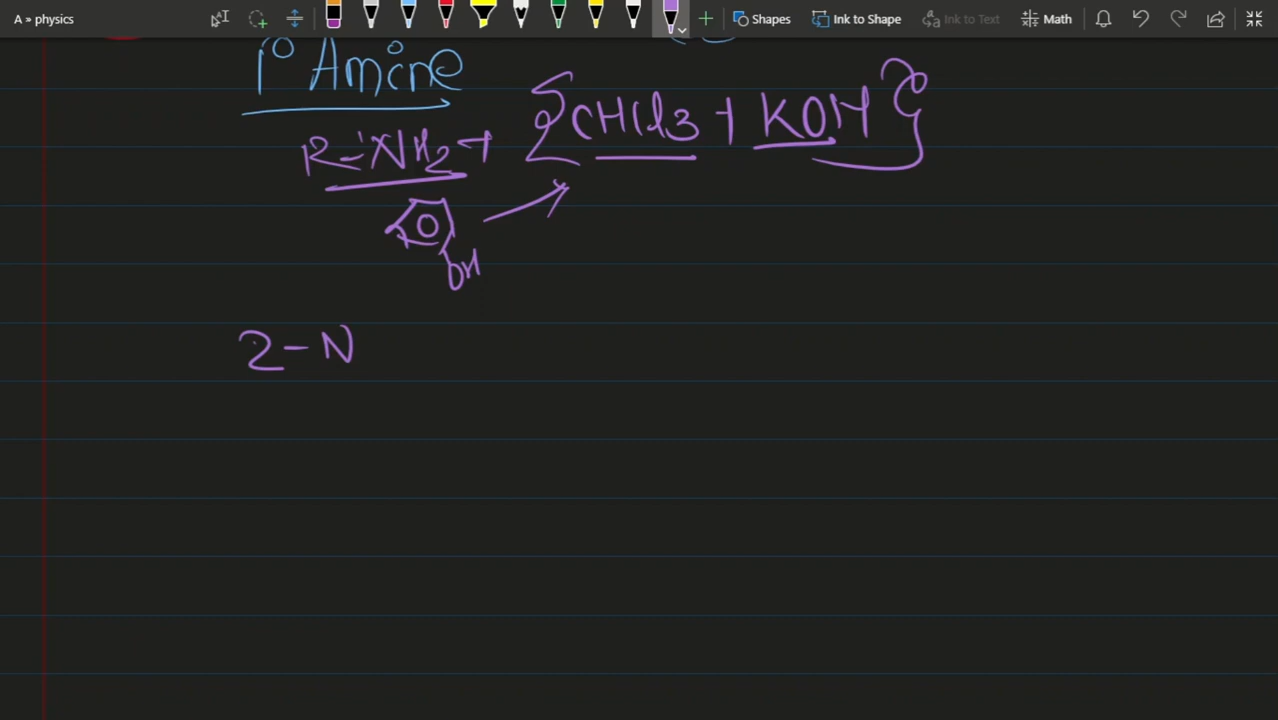 A » physics
Shapes
Ink to Shape
Ink to Text
Math
1° Amine
R-NH2 + {CHCl3 + KOH}
OH
2-N